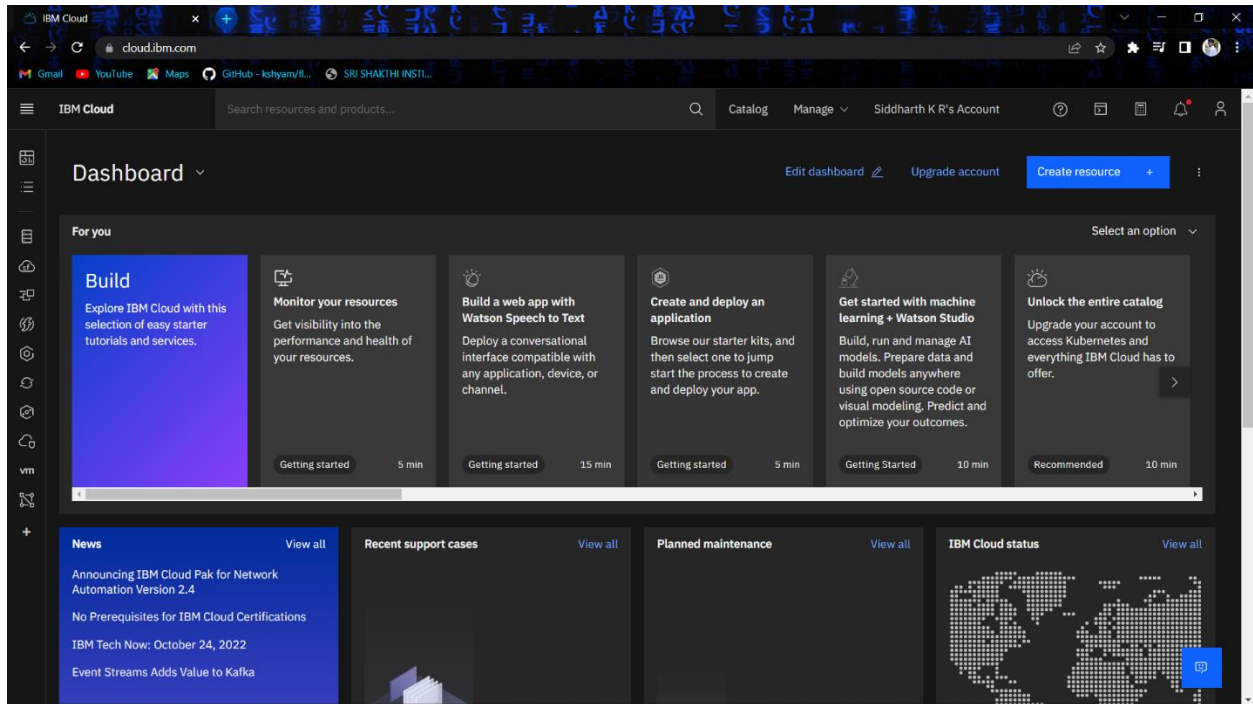 IBM Cloud
cloud.ibm.com
Gmail
YouTube
Maps
GitHub - kshyam/fl...
SRI SHAKTHI INSTI...
IBM Cloud
Search resources and products...
Catalog
Manage
Siddharth K R's Account
Dashboard
Edit dashboard
Upgrade account
Create resource +
For you
Select an option
Build
Explore IBM Cloud with this
selection of easy starter
tutorials and services.
Monitor your resources
Get visibility into the
performance and health of
your resources.
Getting started
5 min
Build a web app with
Watson Speech to Text
Deploy a conversational
interface compatible with
any application, device, or
channel.
Getting started
15 min
Create and deploy an
application
Browse our starter kits, and
then select one to jump
start the process to create
and deploy your app.
Getting started
5 min
Get started with machine
learning + Watson Studio
Build, run and manage AI
models. Prepare data and
build models anywhere
using open source code or
visual modeling. Predict and
optimize your outcomes.
Getting Started
10 min
Unlock the entire catalog
Upgrade your account to
access Kubernetes and
everything IBM Cloud has to
offer.
Recommended
10 min
vm
News
View all
Announcing IBM Cloud Pak for Network
Automation Version 2.4
No Prerequisites for IBM Cloud Certifications
IBM Tech Now: October 24, 2022
Event Streams Adds Value to Kafka
Recent support cases
View all
Planned maintenance
View all
IBM Cloud status
View all